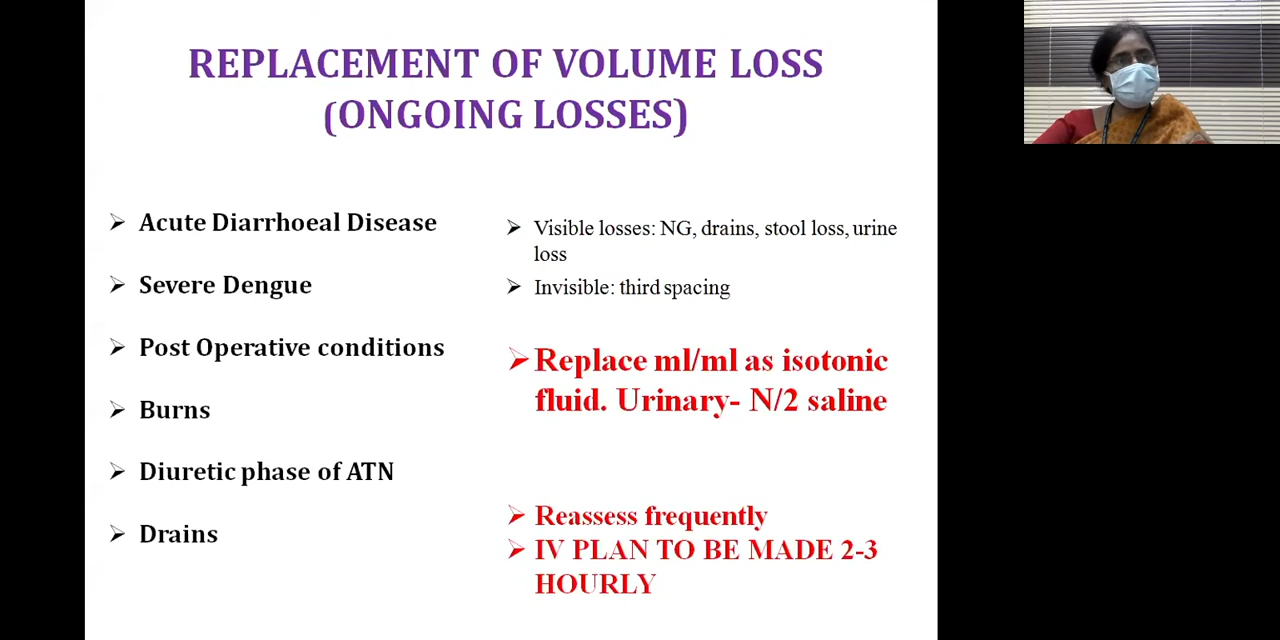 REPLACEMENT OF VOLUME LOSS
(ONGOING LOSSES)
Acute Diarrhoeal Disease
Severe Dengue
Post Operative conditions
Burns
Diuretic phase of ATN
Drains
Visible losses: NG, drains, stool loss, urine
loss
Invisible: third spacing
Replace ml/ml as isotonic
fluid. Urinary- N/2 saline
Reassess frequently
IV PLAN TO BE MADE 2-3
HOURLY